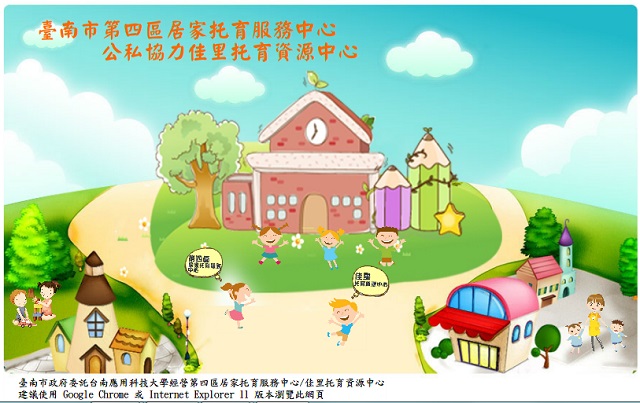 臺南市第四區居家托育服務中心
公私協力佳里托育資源中心
第四區
居家托育服務
中心
佳里
托育資源中心
臺南市政府委託台南應用科技大學經營第四區居家托育服務中心/佳里托育資源中心
建議使用 Google Chrome 或 Internet Explorer 11 版本瀏覽此網頁